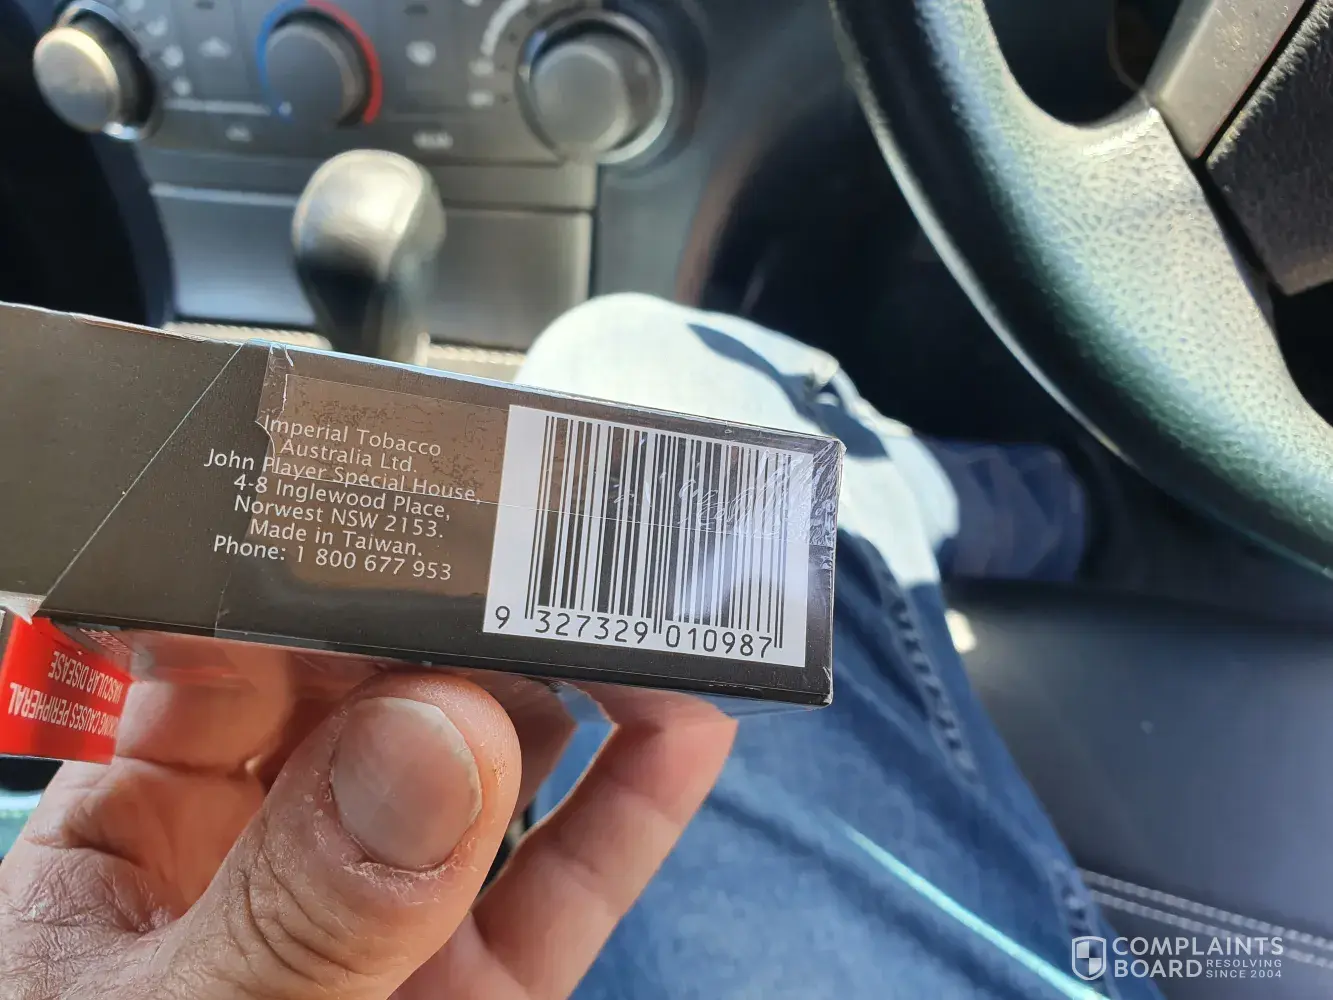 Imperial Tobacco
Australia Ltd.
John Player Special House,
4-8 Inglewood Place,
Norwest NSW 2153.
Made in Taiwan.
Phone: 1 800 677 953
9 327329 010987
KING CAUSES PERIPHERAL
VASCULAR DISEASE
COMPLAINTS
BOARD RESOLVING
SINCE 2004